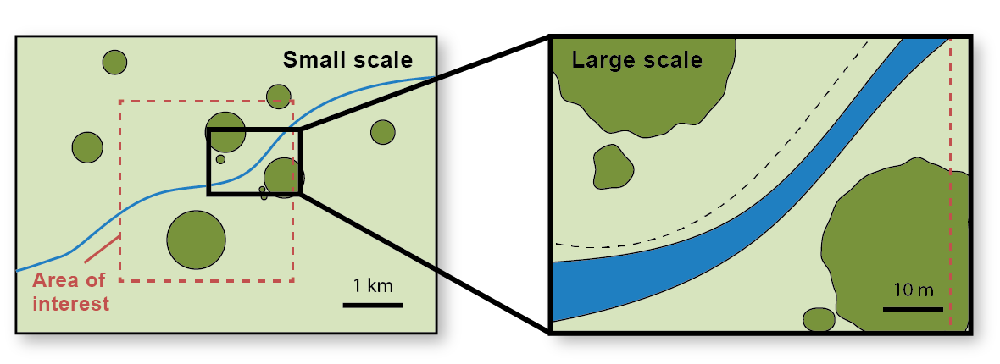 Small scale
Area of
interest
1 km
Large scale
10 m